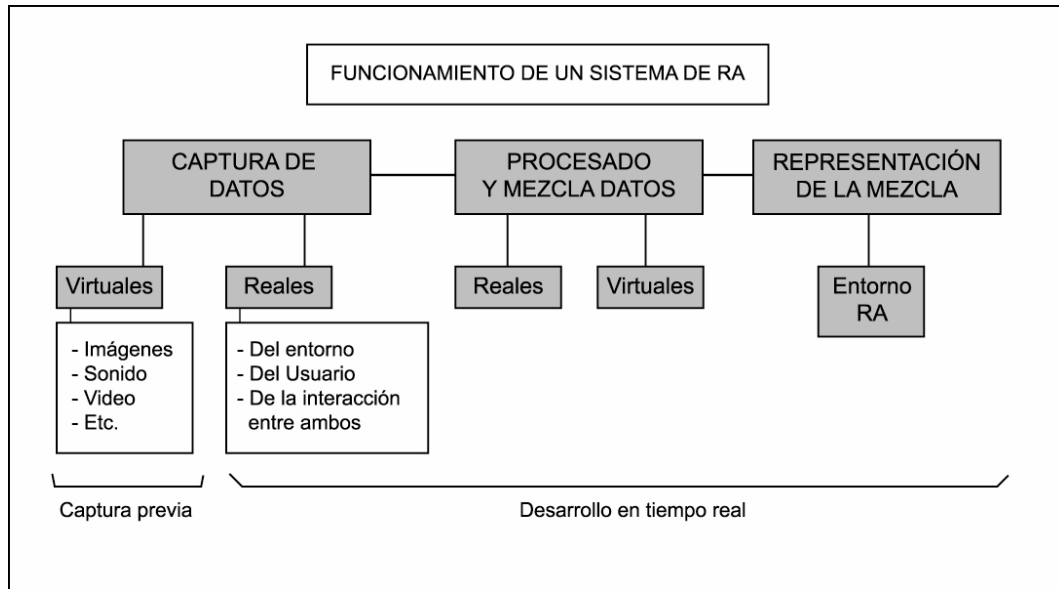 FUNCIONAMIENTO DE UN SISTEMA DE RA
CAPTURA DE
DATOS
PROCESADO
Y MEZCLA DATOS
REPRESENTACIÓN
DE LA MEZCLA
Virtuales
Reales
Reales
Virtuales
Entorno
RA
- Imágenes
- Sonido
- Video
- Etc.
- Del entorno
- Del Usuario
- De la interacción
entre ambos
Captura previa
Desarrollo en tiempo real